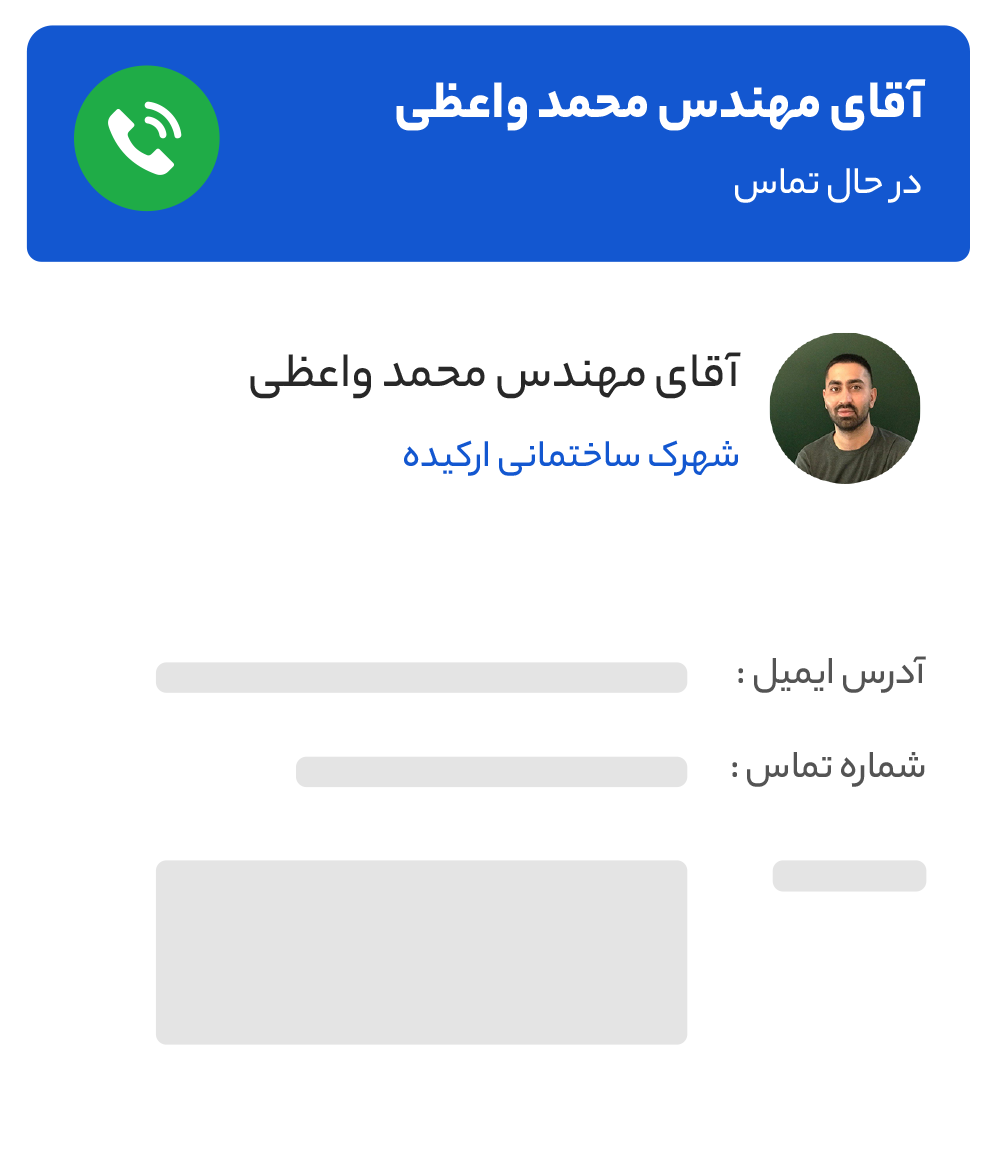 آقای مهندس محمد واعظی
در حال تماس
آقای مهندس محمد واعظی
شهرک ساختمانی ارکیده
آدرس ایمیل :
شماره تماس :